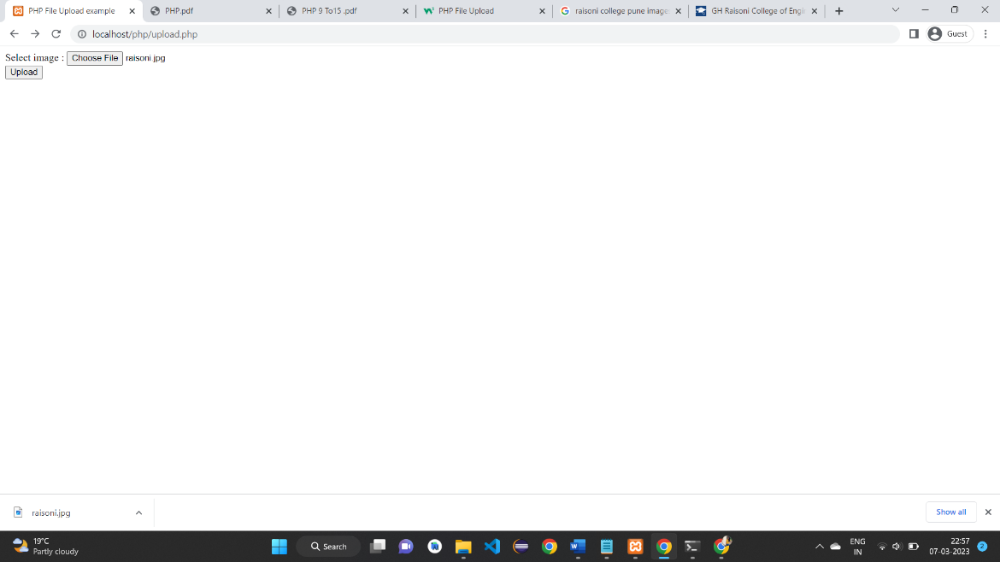 PHP File Upload example
PHP.pdf
PHP 9 To15 .pdf
PHP File Upload
raisoni college pune image
GH Raisoni College of Engin
localhost/php/upload.php
Guest
Select image : Choose File raisoni.jpg
Upload
raisoni.jpg
Show all
19°C
Partly cloudy
Search
ENG
IN
22:57
07-03-2023
2